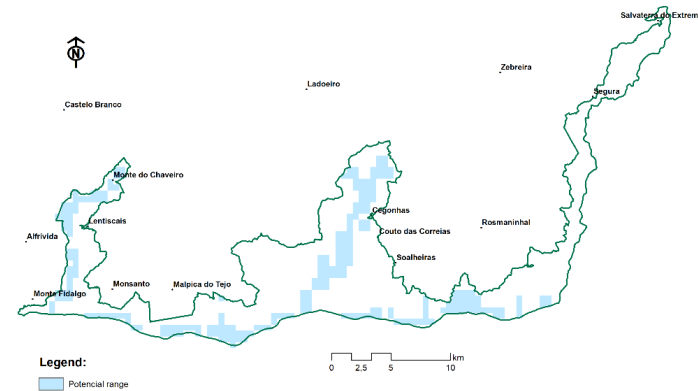 Salvaterra do Extrem
N
Zebreira
Ladoeiro
Segura
Castelo Branco
Monte do Chaveiro
Cegonhas
Lentiscais
Rosmaninhal
Couto das Correias
Alfrivida
Soalheiras
Monsanto
Malpica do Tejo
Monte Fidalgo
Legend:
Potencial range
km
0 2,5 5 10